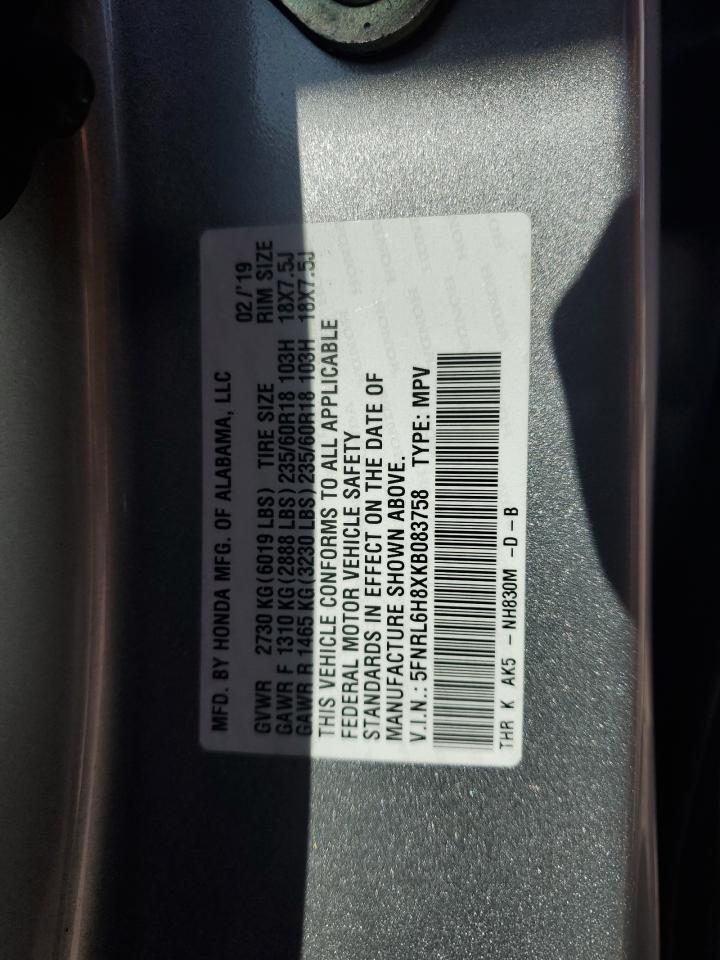 MFD. BY HONDA MFG. OF ALABAMA, LLC 02/'19
GVWR 2730 KG(6019 LBS) TIRE SIZE RIM SIZE
GAWR F 1310 KG(2888 LBS)235/60R18 103H 18X7.5J
GAWR R 1465 KG(3230 LBS)235/60R18 103H 18X7.5J
THIS VEHICLE CONFORMS TO ALL APPLICABLE
FEDERAL MOTOR VEHICLE SAFETY
STANDARDS IN EFFECT ON THE DATE OF
MANUFACTURE SHOWN ABOVE.
V.I.N.: 5FNRL6H8XKB083758 TYPE: MPV
THR K AK5 - NH830M -D-B